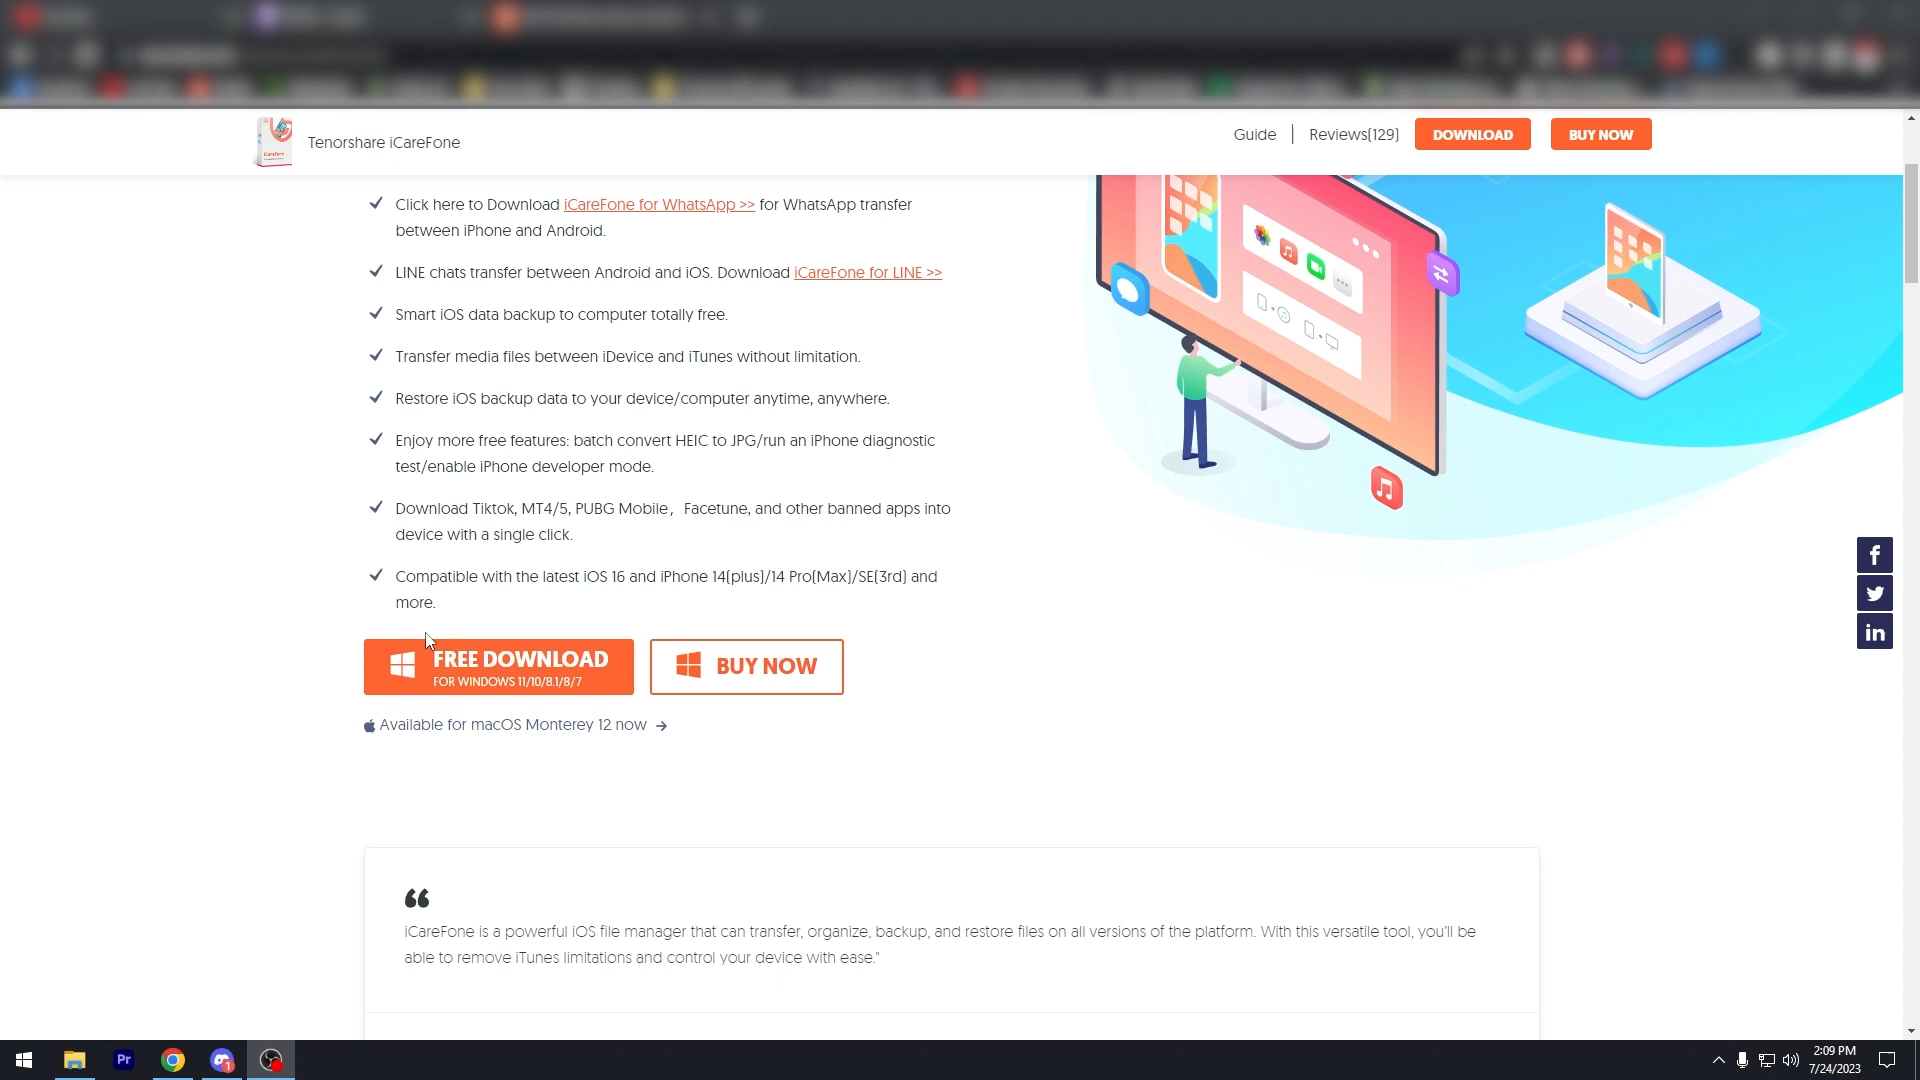 Tenorshare iCareFone
Guide
Reviews(129)
DOWNLOAD
BUY NOW
Click here to Download iCareFone for WhatsApp >> for WhatsApp transfer
between iPhone and Android.
LINE chats transfer between Android and iOS. Download iCareFone for LINE >>
Smart iOS data backup to computer totally free.
Transfer media files between iDevice and iTunes without limitation.
Restore iOS backup data to your device/computer anytime, anywhere.
Enjoy more free features: batch convert HEIC to JPG/run an iPhone diagnostic
test/enable iPhone developer mode.
Download Tiktok, MT4/5, PUBG Mobile，Facetune, and other banned apps into
device with a single click.
Compatible with the latest iOS 16 and iPhone 14(plus)/14 Pro(Max)/SE(3rd) and
more.
FREE DOWNLOAD
FOR WINDOWS 11/10/8.1/8/7
BUY NOW
Available for macOS Monterey 12 now →
“
iCareFone is a powerful iOS file manager that can transfer, organize, backup, and restore files on all versions of the platform. With this versatile tool, you'll be
able to remove iTunes limitations and control your device with ease."
f
in
Pr
1
2:09 PM
7/24/2023